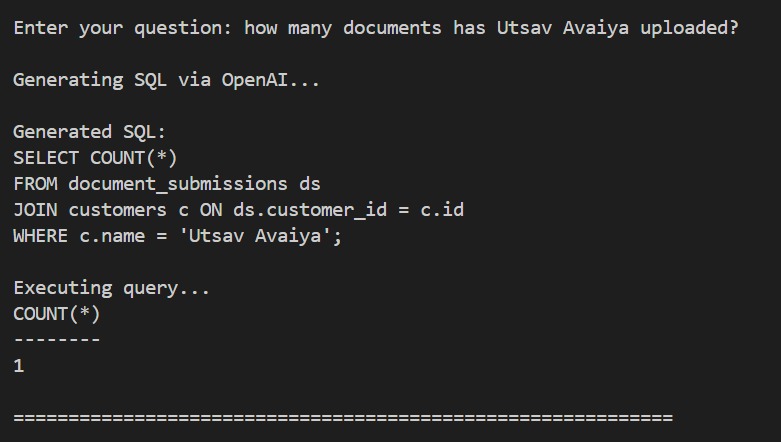 Enter your question: how many documents has Utsav Avaiya uploaded?
Generating SQL via OpenAI...
Generated SQL:
SELECT COUNT(*)
FROM document_submissions ds
JOIN customers c ON ds.customer_id = c.id
WHERE c.name = 'Utsav Avaiya';
Executing query...
COUNT(*)
--------
1
============================================================